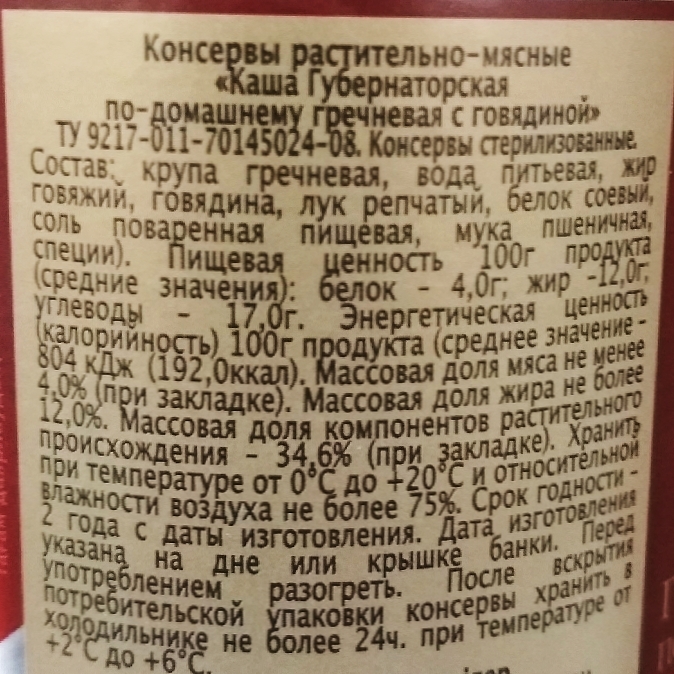 Консервы растительно-мясные
«Каша Губернаторская
по-домашнему гречневая с говядиной»
ТУ 9217-011-70145024-08. Консервы стерилизованные.
Состав: крупа гречневая, вода питьевая, жир
говяжий, говядина, лук репчатый, белок соевый,
соль поваренная пищевая, мука пшеничная,
специи). Пищевая ценность 100г продукта
(средние значения): белок - 4,0г; жир -12,0г;
углеводы - 17,0г. Энергетическая ценность
(калорийность) 100г продукта (среднее значение -
804 кДж (192,0ккал). Массовая доля мяса не менее
4,0% (при закладке). Массовая доля жира не более
12,0%. Массовая доля компонентов растительного
происхождения - 34,6% (при закладке). Хранить
при температуре от 0°С до +20°С и относительной
влажности воздуха не более 75%. Срок годности -
2 года с даты изготовления. Дата изготовления
указана на дне или крышке банки. Перед
употреблением разогреть. После вскрытия
потребительской упаковки консервы хранить в
холодильнике не более 24ч. при температуре от
+2°С до +6°С.